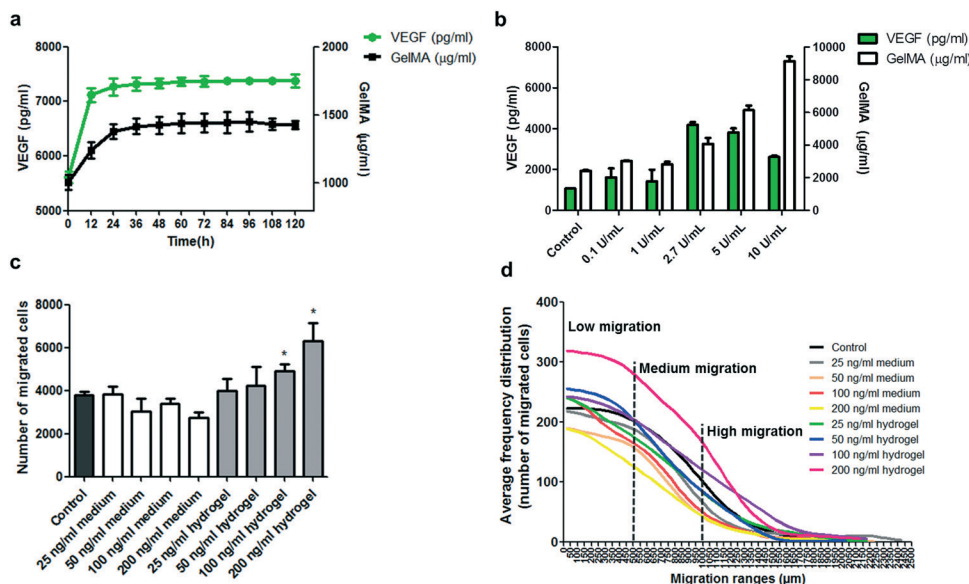 a
VEGF (pg/ml)
GelMA (µg/ml)
8000
7000
6000
5000
VEGF (pg/ml)
2000
1500
1000
GelMA (µg/ml)
0 12 24 36 48 60 72 84 96 108 120
Time(h)
b
VEGF (pg/ml)
GelMA (µg/ml)
8000
6000
4000
2000
0
VEGF (pg/ml)
10000
8000
6000
4000
2000
0
GelMA (µg/ml)
Control
0.1 U/mL
1 U/mL
2.7 U/mL
5 U/mL
10 U/mL
c
Number of migrated cells
8000
6000
4000
2000
0
*
*
Control
25 ng/ml medium
50 ng/ml medium
100 ng/ml medium
200 ng/ml medium
25 ng/ml hydrogel
50 ng/ml hydrogel
100 ng/ml hydrogel
200 ng/ml hydrogel
d
Average frequency distribution
(number of migrated cells)
400
300
200
100
0
Low migration
Medium migration
High migration
Control
25 ng/ml medium
50 ng/ml medium
100 ng/ml medium
200 ng/ml medium
25 ng/ml hydrogel
50 ng/ml hydrogel
100 ng/ml hydrogel
200 ng/ml hydrogel
Migration ranges (µm)